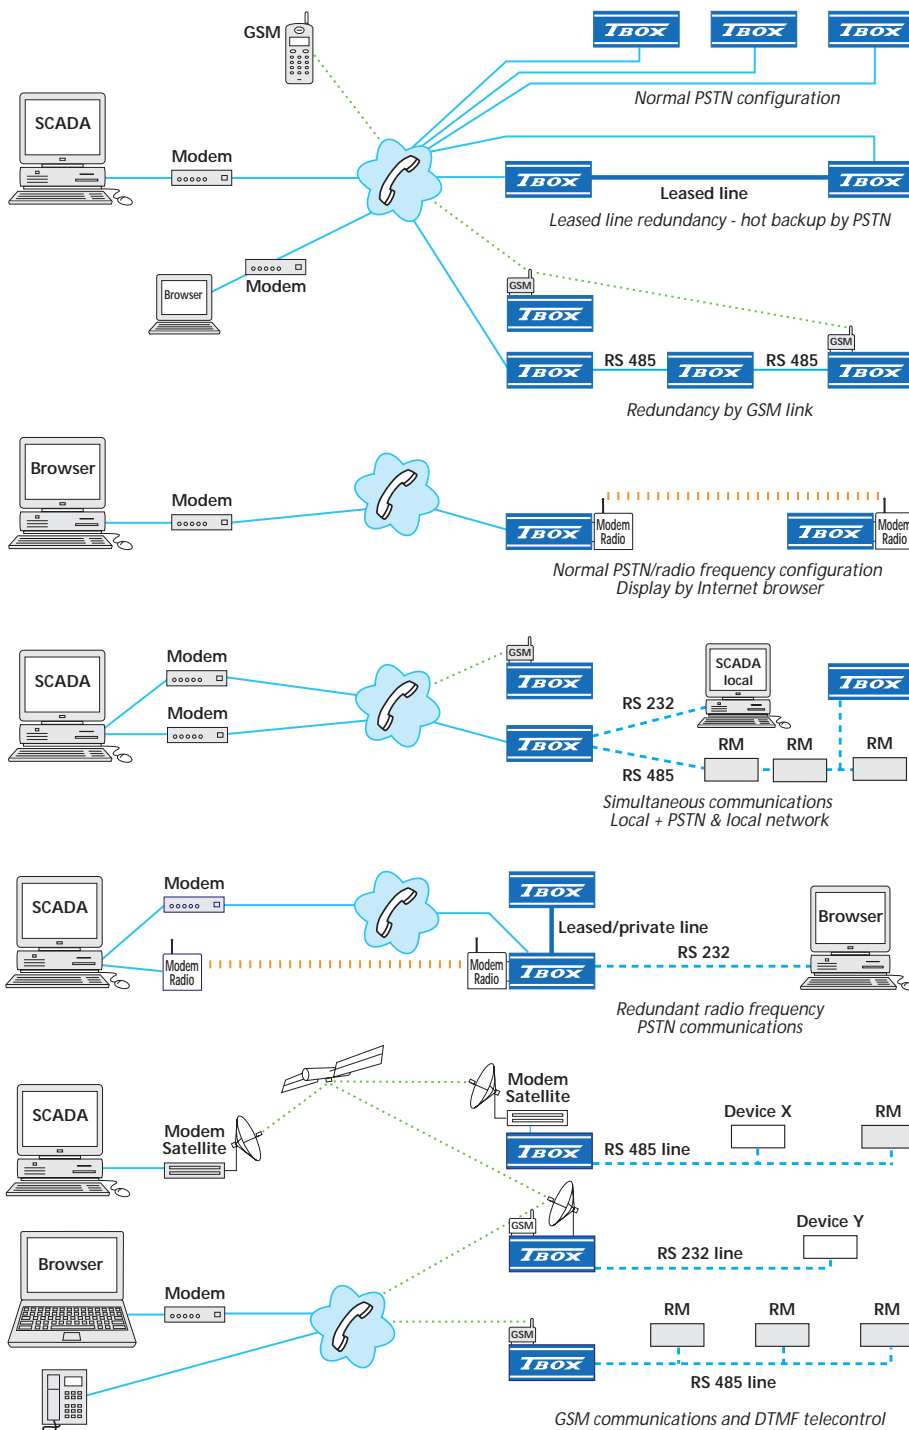 GSM
TBOX
TBOX
TBOX
Normal PSTN configuration
SCADA
Modem
TBOX
Leased line
TBOX
Leased line redundancy - hot backup by PSTN
Modem
Browser
GSM
TBOX
GSM
TBOX
RS 485
TBOX
RS 485
TBOX
Redundancy by GSM link
Browser
Modem
TBOX
Modem
Radio
TBOX
Modem
Radio
Normal PSTN/radio frequency configuration
Display by Internet browser
SCADA
Modem
Modem
GSM
TBOX
TBOX
RS 232
SCADA
local
TBOX
RS 485
RM
RM
RM
Simultaneous communications
Local + PSTN & local network
SCADA
Modem
Modem
Radio
TBOX
Leased/private line
Modem
Radio
TBOX
RS 232
Browser
Redundant radio frequency
PSTN communications
SCADA
Modem
Satellite
Modem
Satellite
TBOX
RS 485 line
Device X
RM
GSM
TBOX
RS 232 line
Device Y
Browser
Modem
GSM
TBOX
RM
RM
RM
RS 485 line
GSM communications and DTMF telecontrol